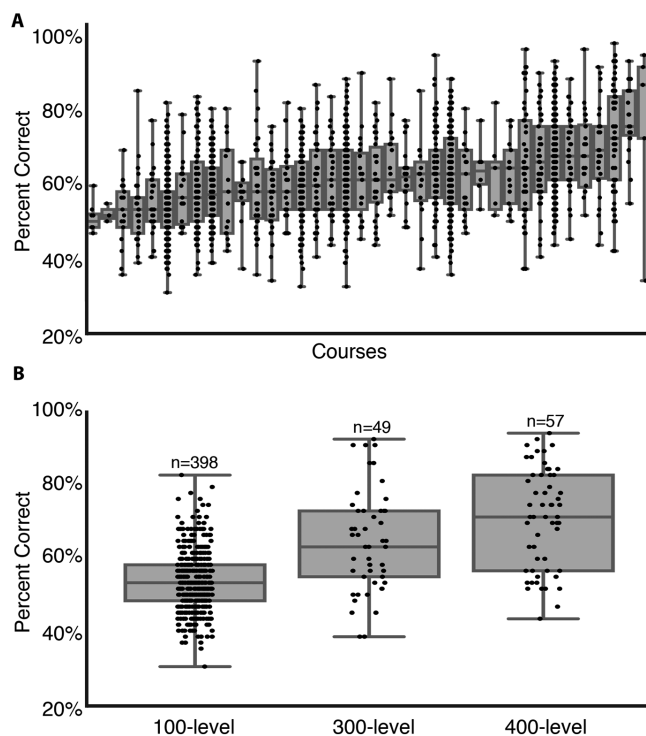 A
100%
80%
60%
40%
20%
Percent Correct
Courses
B
100%
80%
60%
40%
20%
Percent Correct
n=398
n=49
n=57
100-level
300-level
400-level